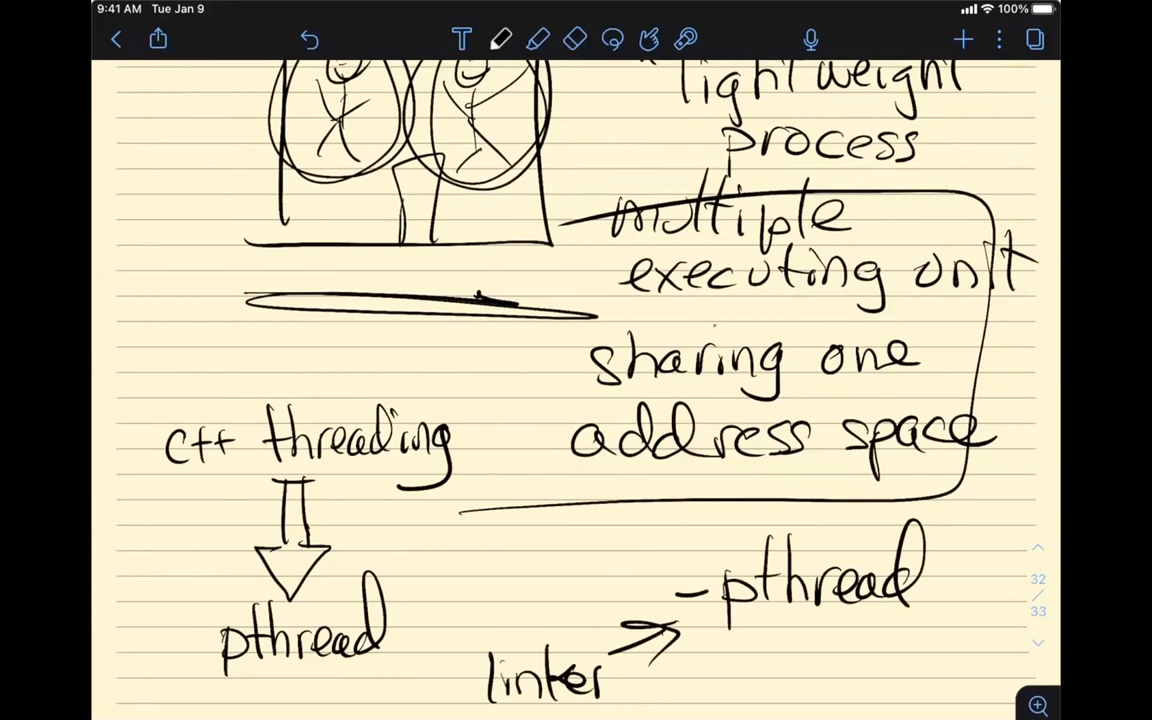 9:41 AM Tue Jan 9
100%
" light weight
process
multiple
executing unit
sharing one
address space
c++ threading
pthread
-pthread
linker
32
/
33